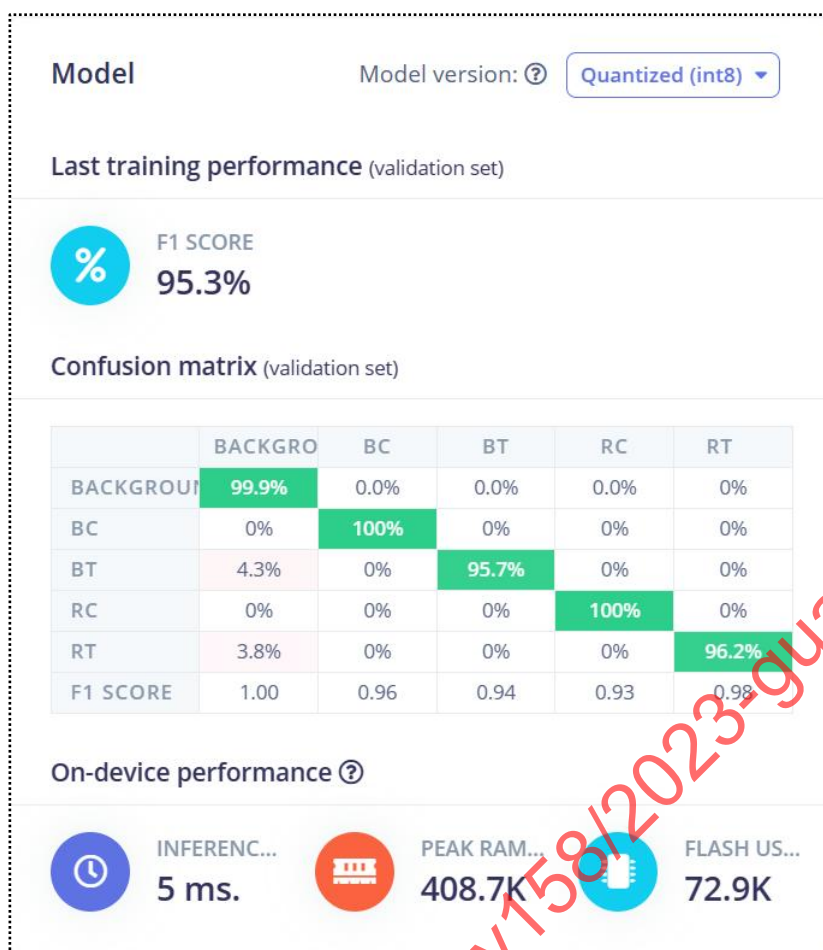 Model Model version: ? Quantized (int8)
Last training performance (validation set)
%
F1 SCORE
95.3%
Confusion matrix (validation set)
BACKGRO BC BT RC RT
BACKGROUN 99.9% 0.0% 0.0% 0.0% 0%
BC 0% 100% 0% 0% 0%
BT 4.3% 0% 95.7% 0% 0%
RC 0% 0% 0% 100% 0%
RT 3.8% 0% 0% 0% 96.2%
F1 SCORE 1.00 0.96 0.94 0.93 0.98
On-device performance ?
INFERENC... PEAK RAM... FLASH US...
5 ms. 408.7K 72.9K
158/2023-gua